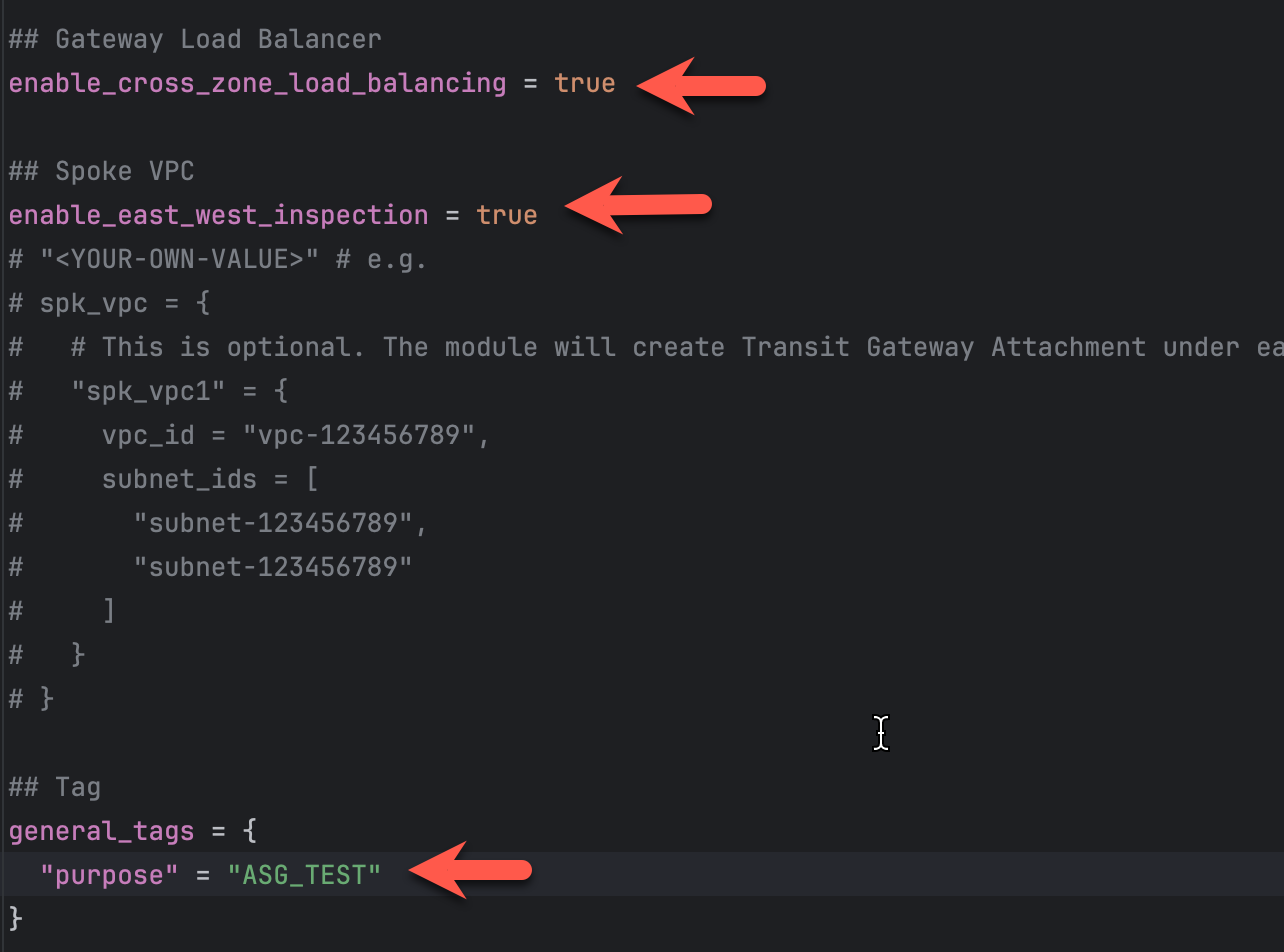 ## Gateway Load Balancer
enable_cross_zone_load_balancing = true
## Spoke VPC
enable_east_west_inspection = true
# "<YOUR-OWN-VALUE>" # e.g.
# spk_vpc = {
#   # This is optional. The module will create Transit Gateway Attachment under ea
#   "spk_vpc1" = {
#     vpc_id = "vpc-123456789",
#     subnet_ids = [
#       "subnet-123456789",
#       "subnet-123456789"
#     ]
#   }
# }
## Tag
general_tags = {
  "purpose" = "ASG_TEST"
}